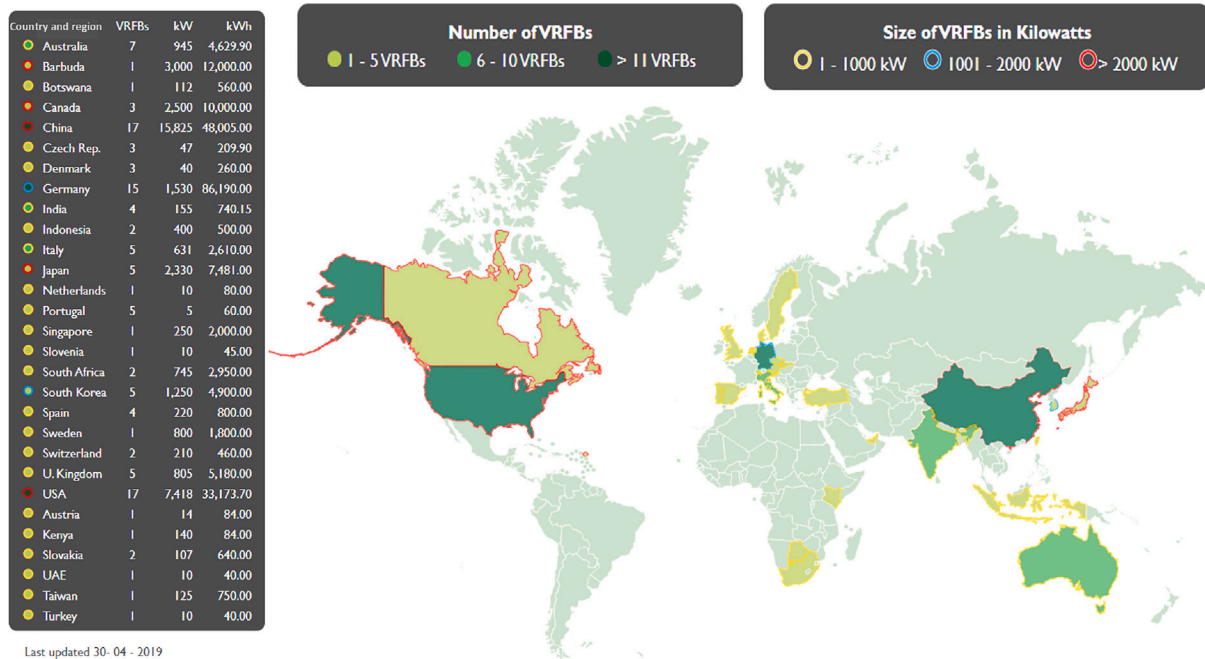 Country and region VRFBs kW kWh
Australia 7 945 4,629.90
Barbuda 1 3,000 12,000.00
Botswana 1 112 560.00
Canada 3 2,500 10,000.00
China 17 15,825 48,005.00
Czech Rep. 3 47 209.90
Denmark 3 40 260.00
Germany 15 1,530 86,190.00
India 4 155 740.15
Indonesia 2 400 500.00
Italy 5 631 2,610.00
Japan 5 2,330 7,481.00
Netherlands 1 10 80.00
Portugal 5 5 60.00
Singapore 1 250 2,000.00
Slovenia 1 10 45.00
South Africa 2 745 2,950.00
South Korea 5 1,250 4,900.00
Spain 4 220 800.00
Sweden 1 800 1,800.00
Switzerland 2 210 460.00
U. Kingdom 5 805 5,180.00
USA 17 7,418 33,173.70
Austria 1 14 84.00
Kenya 1 140 84.00
Slovakia 2 107 640.00
UAE 1 10 40.00
Taiwan 1 125 750.00
Turkey 1 10 40.00
Last updated 30- 04 - 2019
Number of VRFBs
1 - 5 VRFBs 6 - 10 VRFBs > 11 VRFBs
Size of VRFBs in Kilowatts
1 - 1000 kW 1001 - 2000 kW > 2000 kW